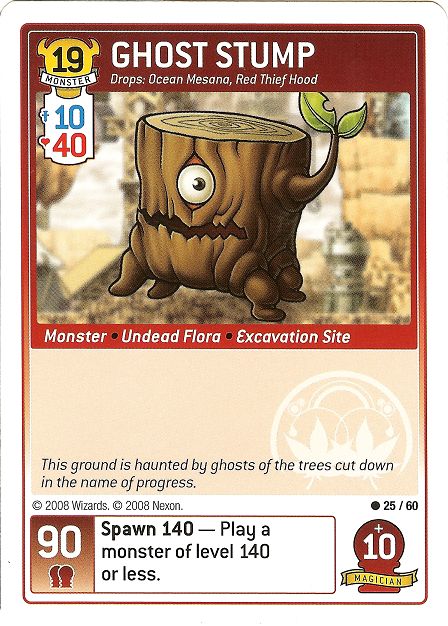 19
MONSTER
GHOST STUMP
Drops: Ocean Mesana, Red Thief Hood
10
40
Monster • Undead Flora • Excavation Site
This ground is haunted by ghosts of the trees cut down
in the name of progress.
© 2008 Wizards. © 2008 Nexon.
● 25 / 60
90
Spawn 140 — Play a
monster of level 140
or less.
+
10
MAGICIAN